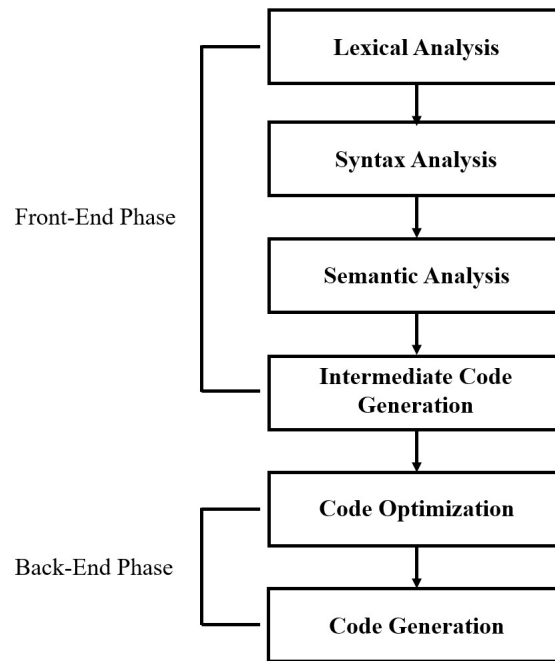 Lexical Analysis
Syntax Analysis
Front-End Phase
Semantic Analysis
Intermediate Code
Generation
Code Optimization
Back-End Phase
Code Generation